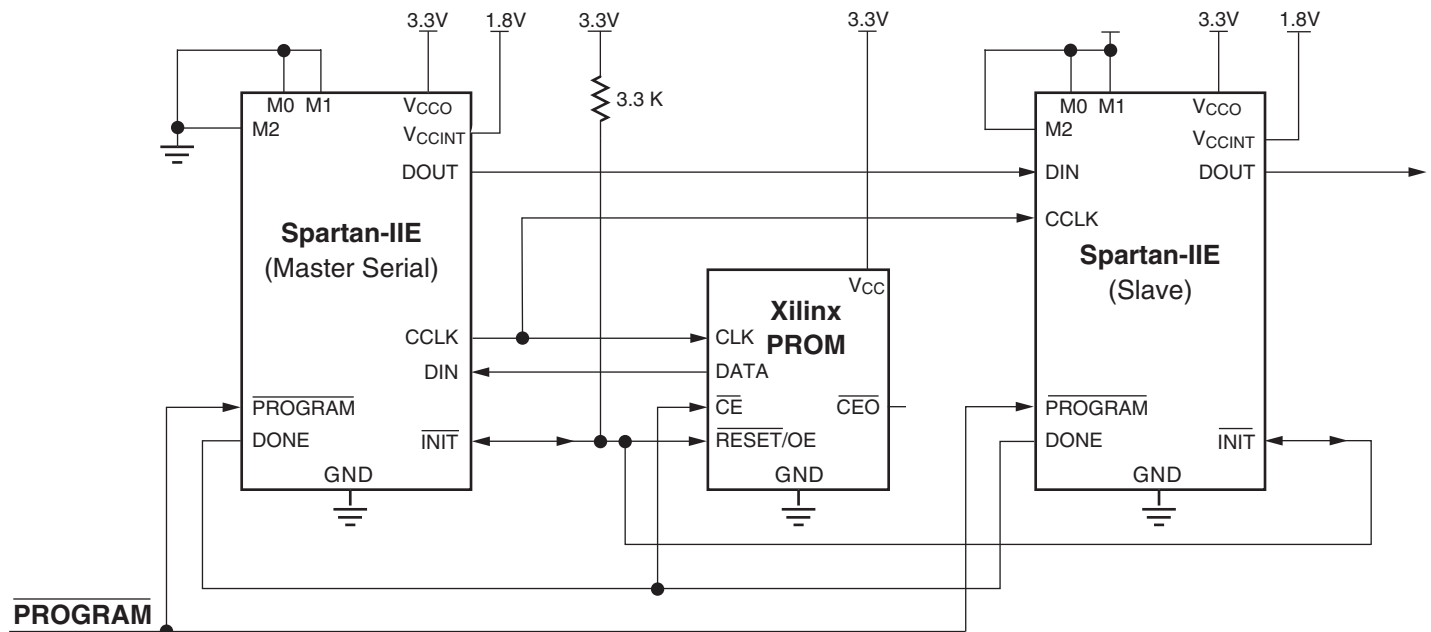 3.3V 1.8V 3.3V 3.3V 3.3V 1.8V
M0 M1 VCCO
M2
VCCINT
DOUT
Spartan-IIE
(Master Serial)
CCLK
DIN
PROGRAM
DONE
INIT
GND
3.3 K
VCC
Xilinx
PROM
CLK
DATA
CE
CEO
RESET/OE
GND
M0 M1 VCCO
M2
VCCINT
DIN DOUT
CCLK
Spartan-IIE
(Slave)
PROGRAM
DONE
INIT
GND
PROGRAM